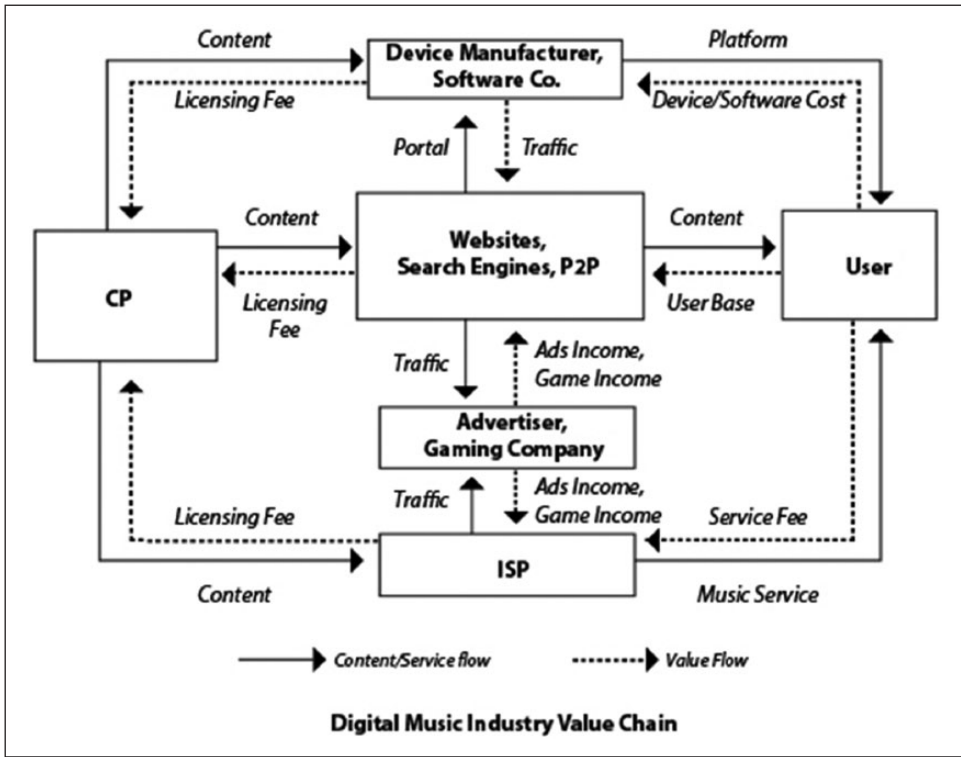 Content
Device Manufacturer,
Software Co.
Platform
Licensing Fee
Device/Software Cost
Portal
Traffic
Content
Websites,
Search Engines, P2P
Content
User
CP
Licensing
Fee
User Base
Traffic
Ads Income,
Game Income
Advertiser,
Gaming Company
Traffic
Ads Income,
Game Income
Licensing Fee
Service Fee
ISP
Content
Music Service
Content/Service flow
Value Flow
Digital Music Industry Value Chain